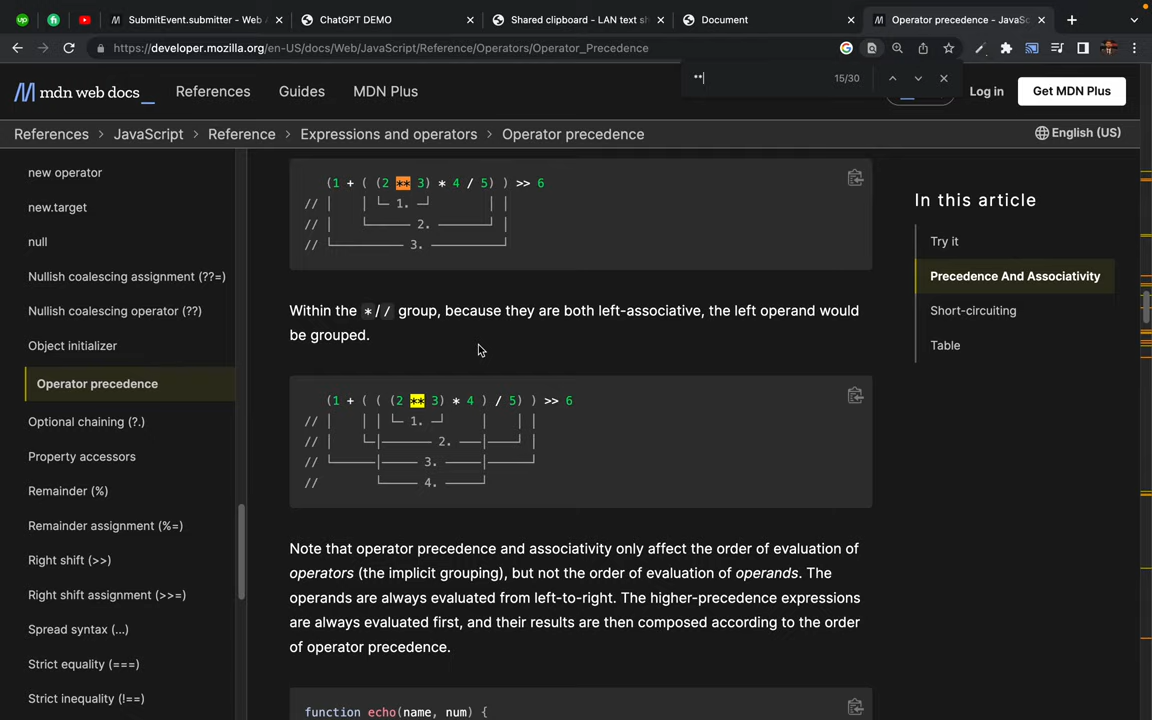 SubmitEvent.submitter - Web A
ChatGPT DEMO
Shared clipboard - LAN text sh
Document
Operator precedence - JavaSc
https://developer.mozilla.org/en-US/docs/Web/JavaScript/Reference/Operators/Operator_Precedence
**
15/30
mdn web docs
References
Guides
MDN Plus
Log in
Get MDN Plus
References > JavaScript > Reference > Expressions and operators > Operator precedence
English (US)
new operator
new.target
null
Nullish coalescing assignment (??=)
Nullish coalescing operator (??)
Object initializer
Operator precedence
Optional chaining (?.)
Property accessors
Remainder (%)
Remainder assignment (%=)
Right shift (>>)
Right shift assignment (>>=)
Spread syntax (...)
Strict equality (===)
Strict inequality (!==)
(1 + ( (2 ** 3) * 4 / 5) ) >> 6
// │    │ └─ 1. ─┘        │ │
// │    └────── 2. ───────┘ │
// └──────── 3. ──────────┘
Within the *// group, because they are both left-associative, the left operand would
be grouped.
(1 + ( ( (2 ** 3) * 4 ) / 5) ) >> 6
// │    │ │ └─ 1. ─┘     │    │ │
// │    └─│─────── 2. ───│────┘ │
// └──────│───── 3. ─────│──────┘
//        └───── 4. ─────┘
Note that operator precedence and associativity only affect the order of evaluation of
operators (the implicit grouping), but not the order of evaluation of operands. The
operands are always evaluated from left-to-right. The higher-precedence expressions
are always evaluated first, and their results are then composed according to the order
of operator precedence.
function echo(name, num) {
In this article
Try it
Precedence And Associativity
Short-circuiting
Table